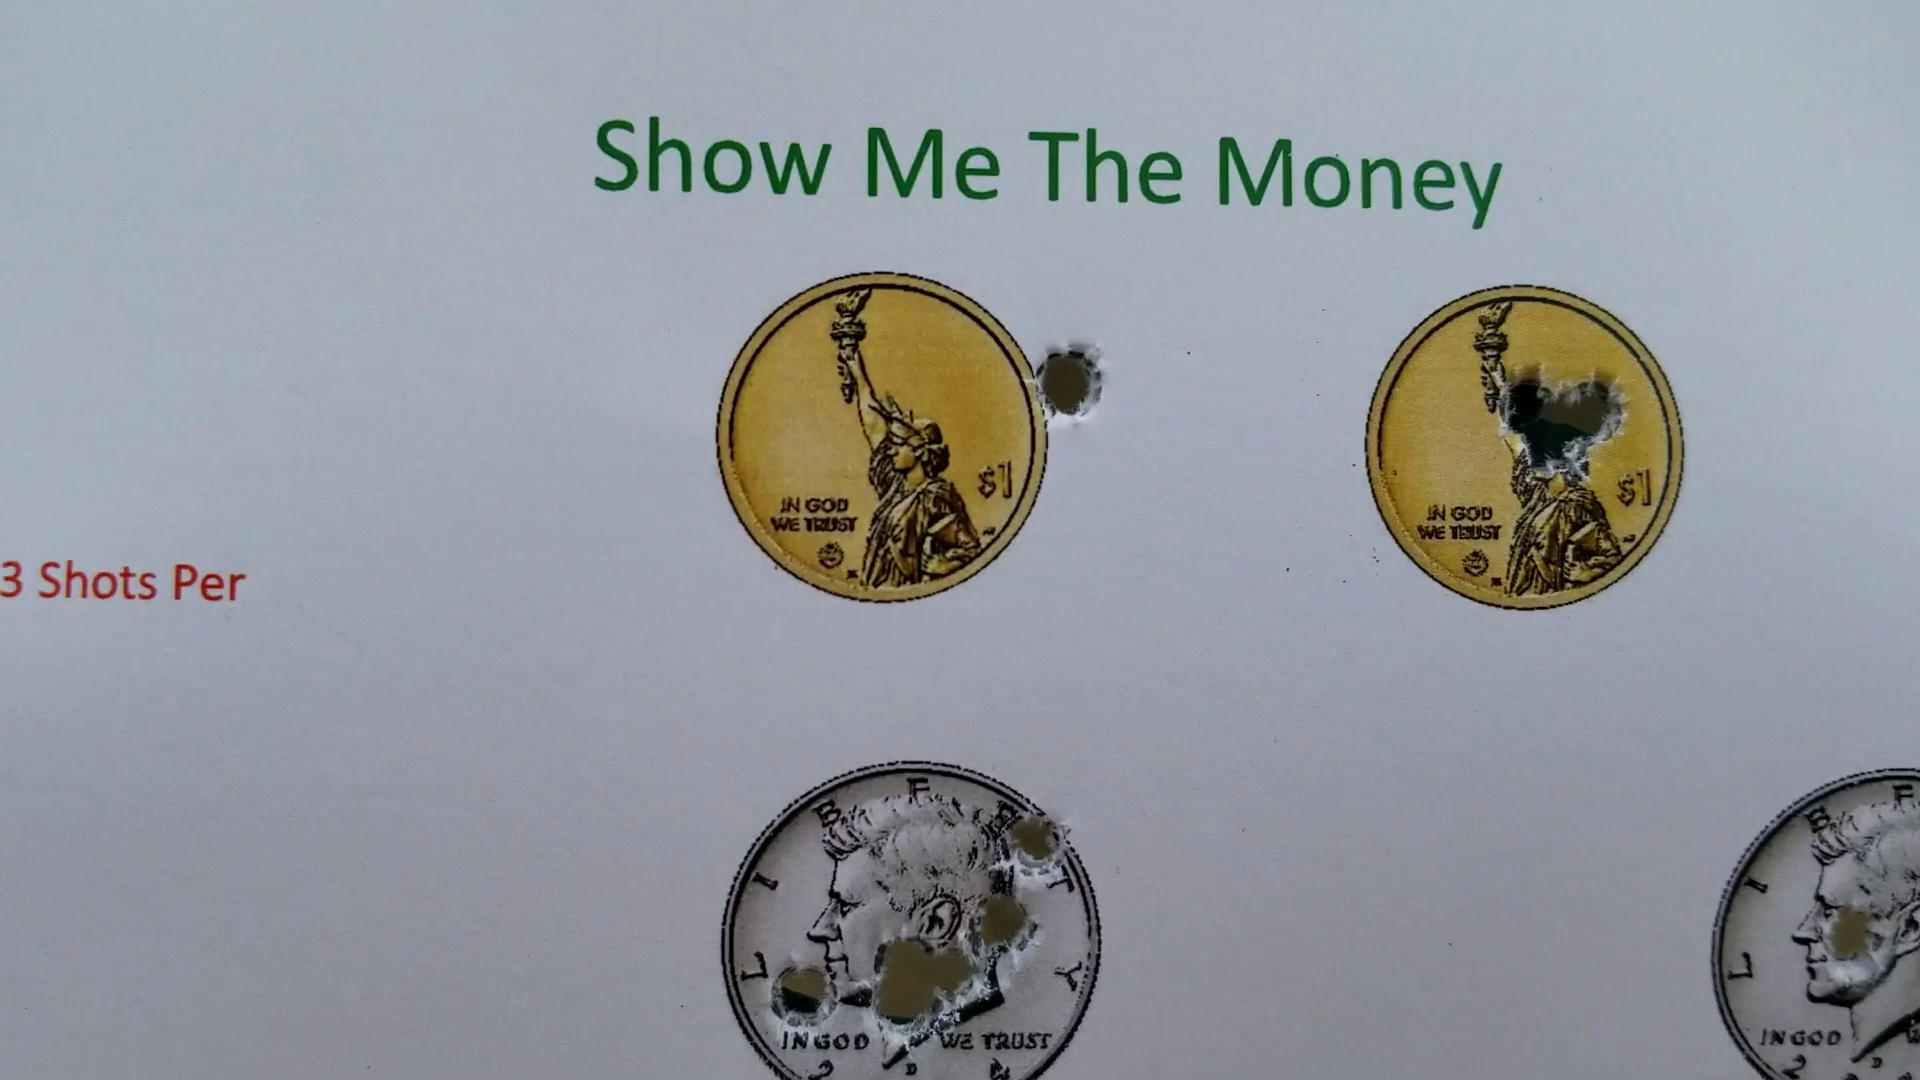 Show Me The Money
$1
IN GOD
WE TRUST
$1
IN GOD
WE TRUST
3 Shots Per
L I B E T Y
IN GOD WE TRUST
D
L I B E
IN GOD
2 D